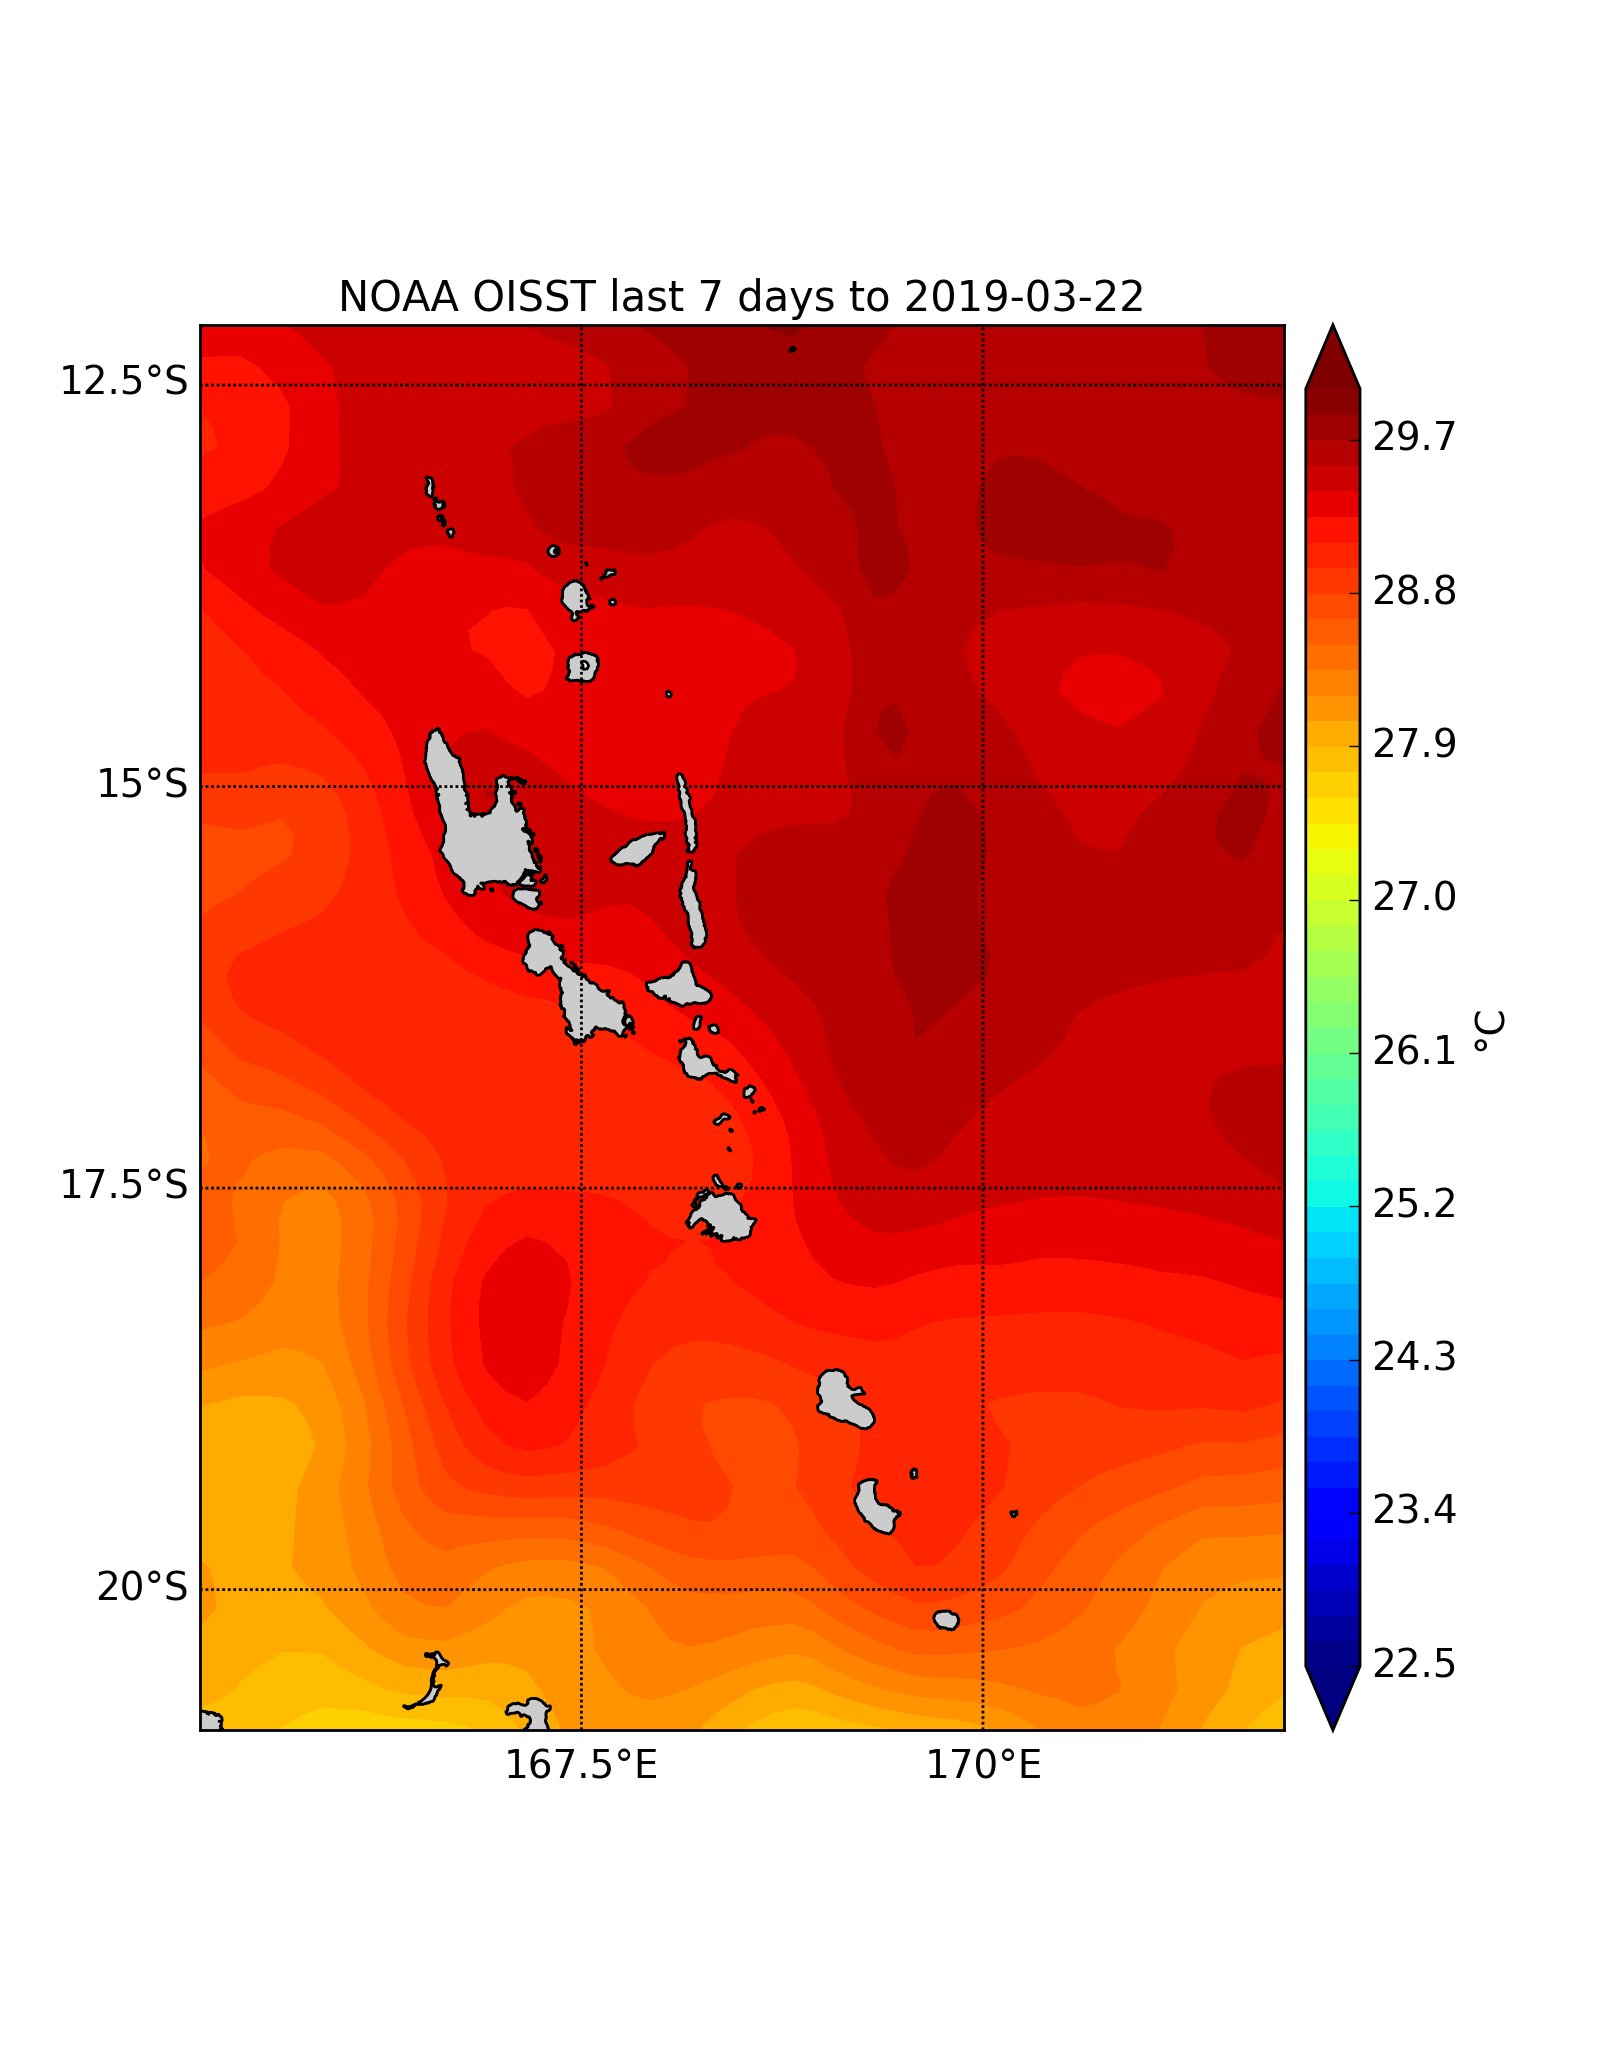 NOAA OISST last 7 days to 2019-03-22
12.5°S
15°S
17.5°S
20°S
167.5°E
170°E
29.7
28.8
27.9
27.0
26.1
25.2
24.3
23.4
22.5
°C